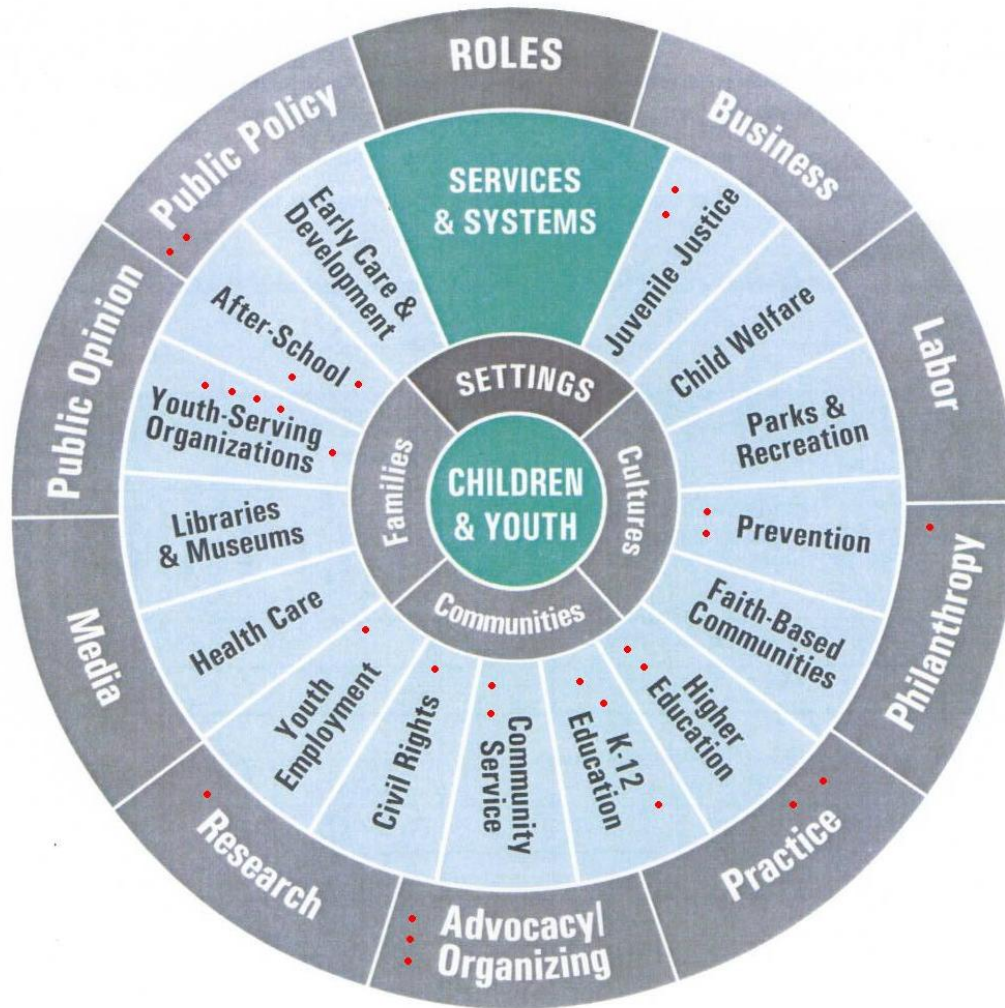 ROLES
Business
Labor
Philanthropy
Practice
Advocacy/
Organizing
Research
Media
Public Opinion
Public Policy
SERVICES
& SYSTEMS
Juvenile Justice
Child Welfare
Parks &
Recreation
Prevention
Faith-Based
Communities
Higher
Education
K-12
Education
Community
Service
Civil Rights
Youth
Employment
Health Care
Libraries
& Museums
Youth-Serving
Organizations
After-School
Early Care &
Development
SETTINGS
Cultures
Communities
Families
CHILDREN
& YOUTH